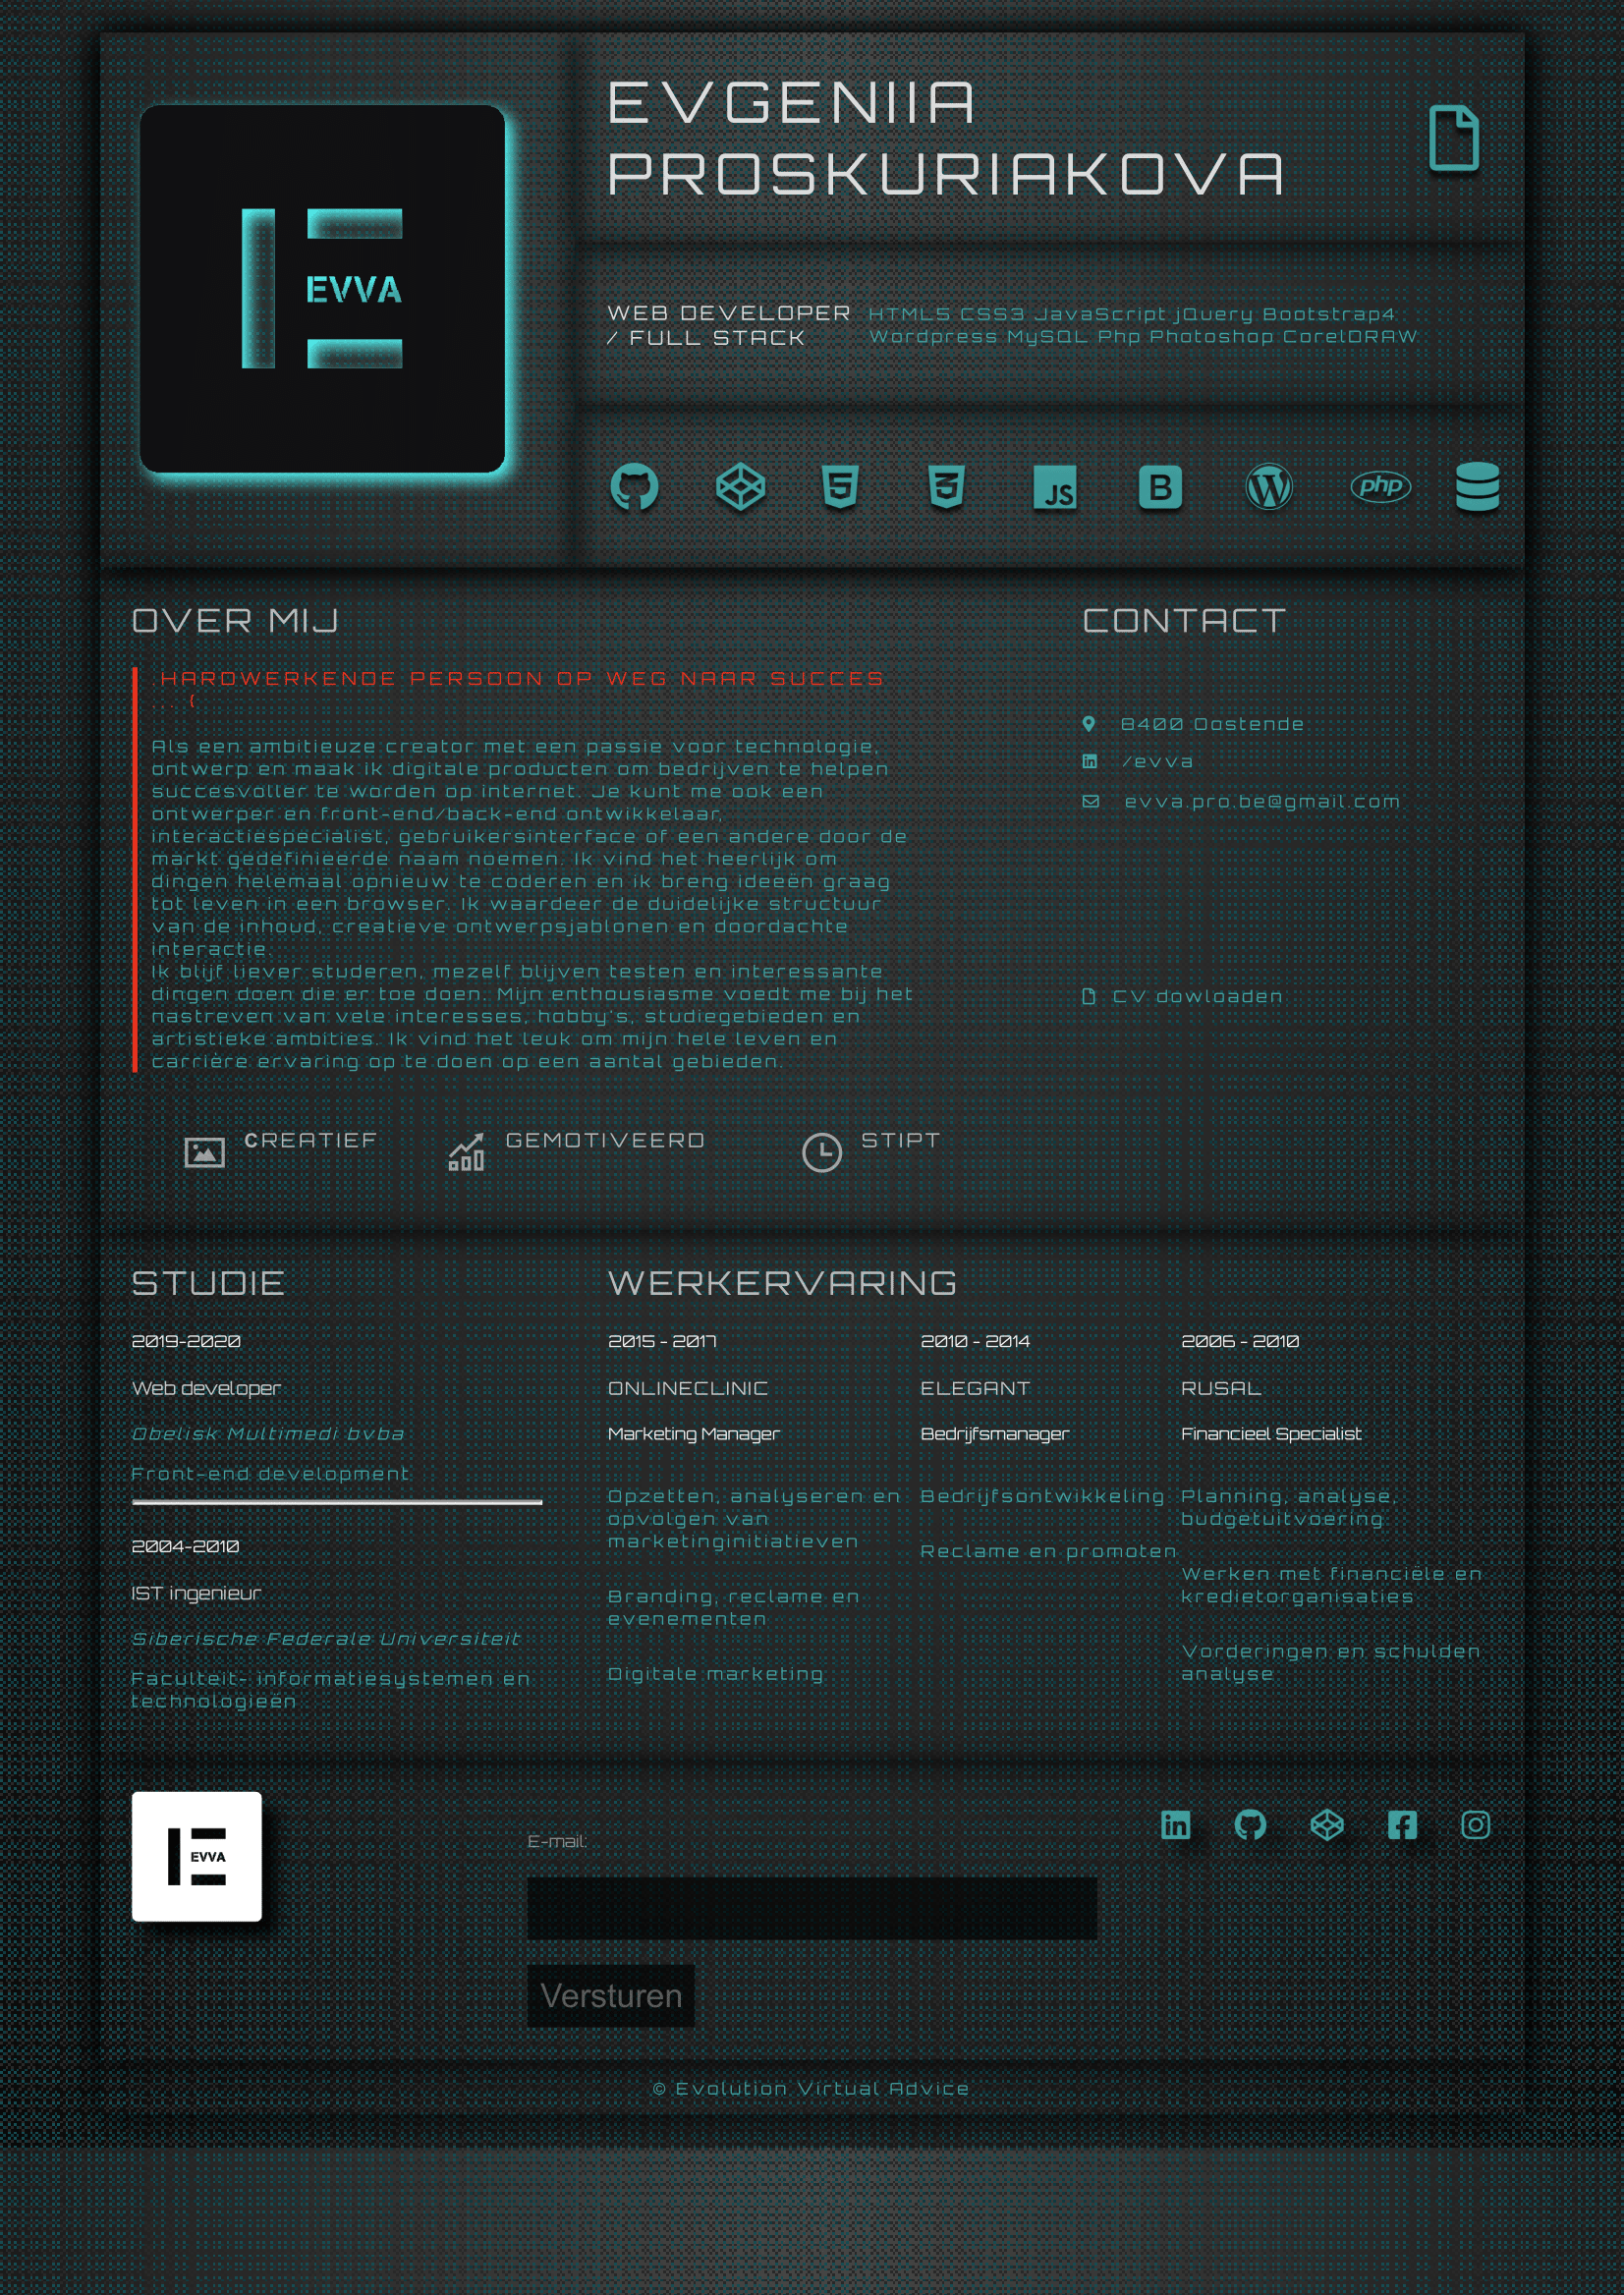 EVVA
EVGENIIA
PROSKURIAKOVA
WEB DEVELOPER
/ FULL STACK
HTML5 CSS3 JavaScript jQuery Bootstrap4
Wordpress MySQL Php Photoshop CorelDRAW
5
3
JS
B
W
php
OVER MIJ
.HARDWERKENDE PERSOON OP WEG NAAR SUCCES
... {
Als een ambitieuze creator met een passie voor technologie,
ontwerp en maak ik digitale producten om bedrijven te helpen
succesvoller te worden op internet. Je kunt me ook een
ontwerper en front-end/back-end ontwikkelaar,
interactiespecialist, gebruikersinterface of een andere door de
markt gedefinieerde naam noemen. Ik vind het heerlijk om
dingen helemaal opnieuw te coderen en ik breng ideeën graag
tot leven in een browser. Ik waardeer de duidelijke structuur
van de inhoud, creatieve ontwerpsjablonen en doordachte
interactie.
Ik blijf liever studeren, mezelf blijven testen en interessante
dingen doen die er toe doen. Mijn enthousiasme voedt me bij het
nastreven van vele interesses, hobby's, studiegebieden en
artistieke ambities. Ik vind het leuk om mijn hele leven en
carrière ervaring op te doen op een aantal gebieden.
CONTACT
8400 Oostende
/evva
evva.pro.be@gmail.com
CV dowloaden
CREATIEF
GEMOTIVEERD
STIPT
STUDIE
2019-2020
Web developer
Obelisk Multimedi bvba
Front-end development
2004-2010
IST ingenieur
Siberische Federale Universiteit
Faculteit- informatiesystemen en
technologieën
WERKERVARING
2015 - 2017
ONLINECLINIC
Marketing Manager
Opzetten, analyseren en
opvolgen van
marketinginitiatieven
Branding, reclame en
evenementen
Digitale marketing
2010 - 2014
ELEGANT
Bedrijfsmanager
Bedrijfsontwikkeling
Reclame en promoten
2006 - 2010
RUSAL
Financieel Specialist
Planning, analyse,
budgetuitvoering
Werken met financiële en
kredietorganisaties
Vorderingen en schulden
analyse
EVVA
E-mail:
Versturen
© Evolution Virtual Advice